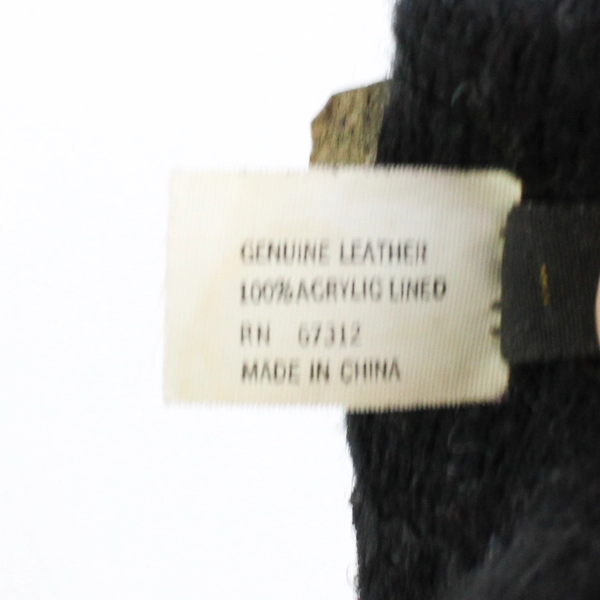 GENUINE LEATHER
100% ACRYLIC LINED
RN 67312
MADE IN CHINA